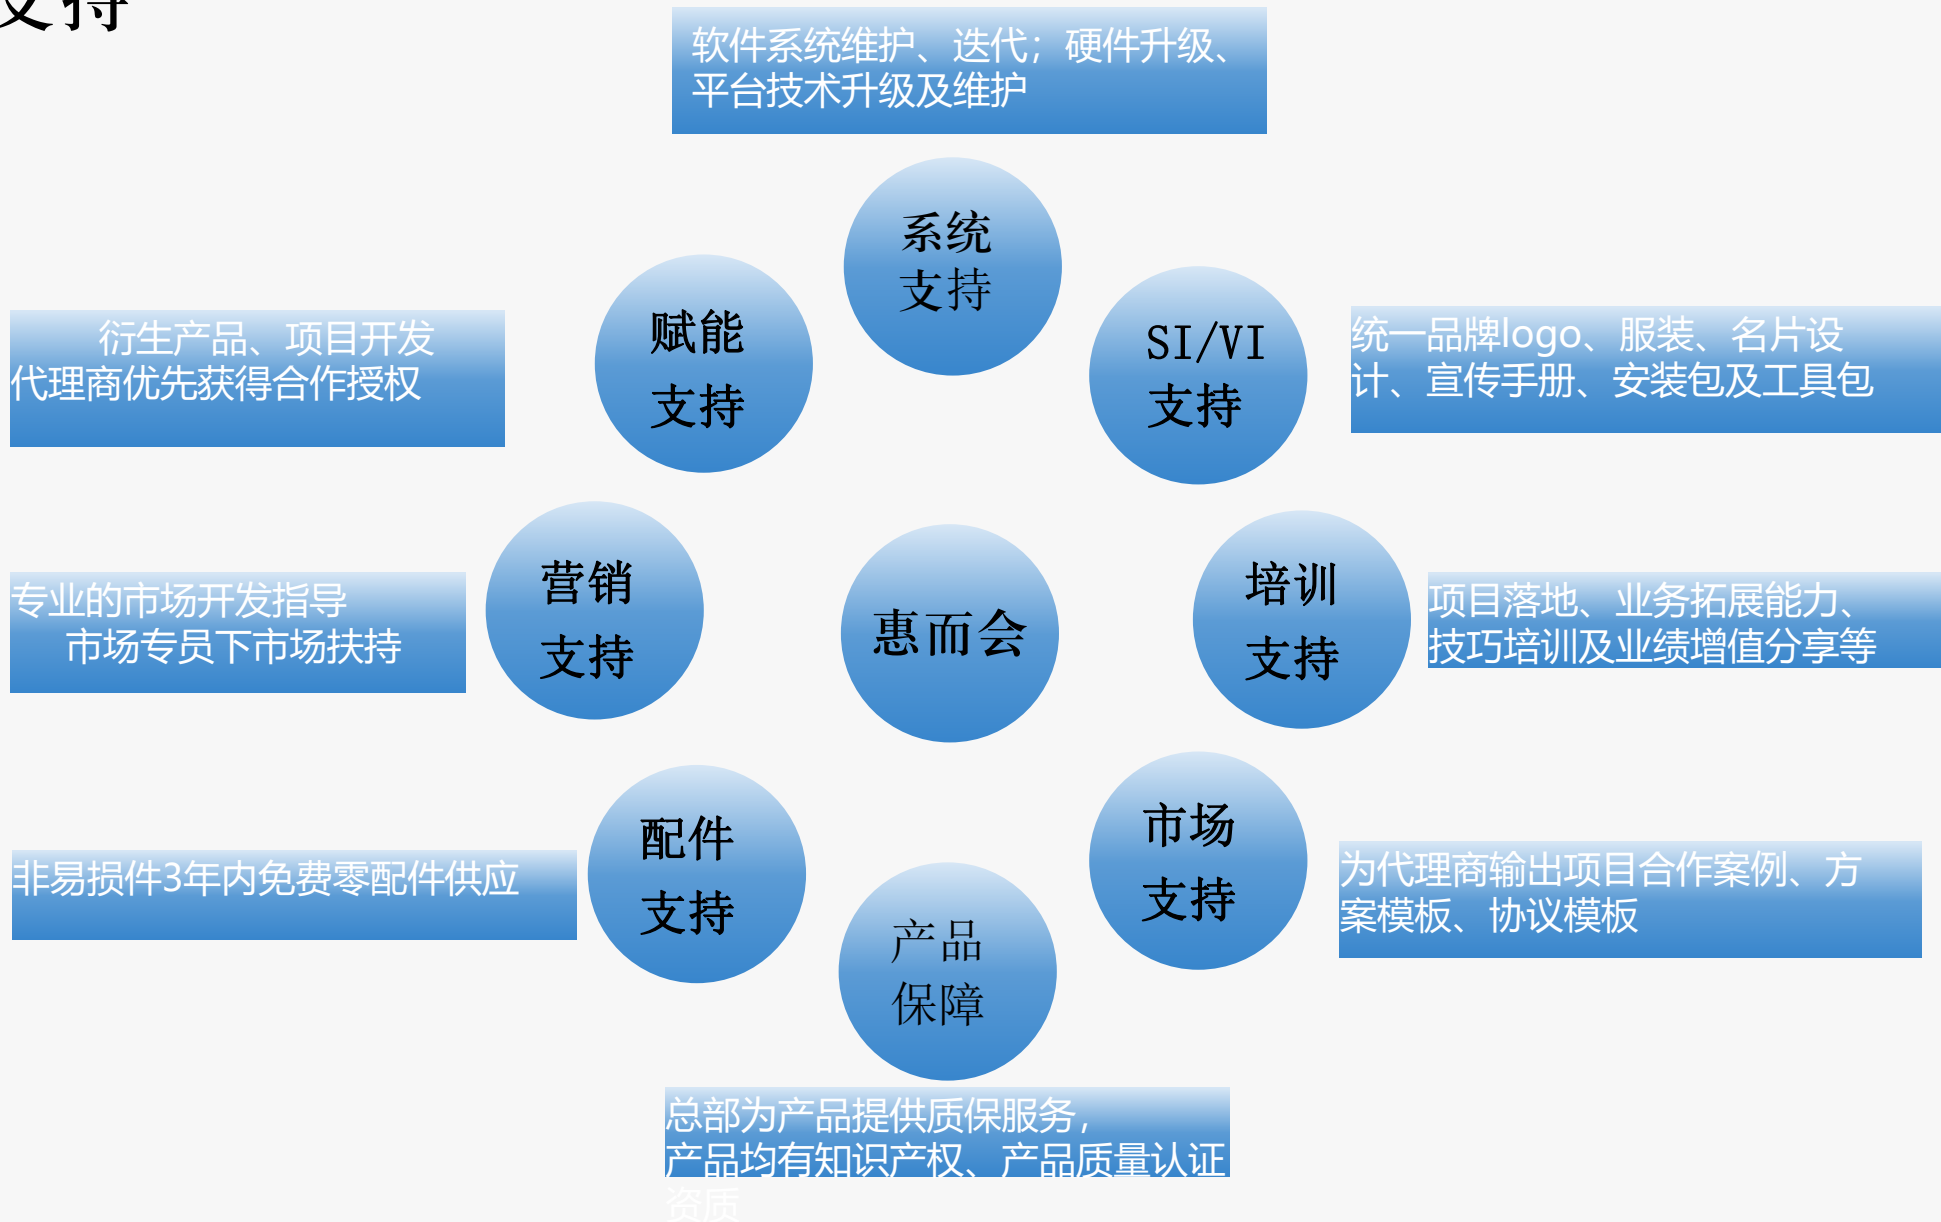 支持
软件系统维护、迭代；硬件升级、
平台技术升级及维护
系统
支持
赋能
支持
衍生产品、项目开发
代理商优先获得合作授权
SI/VI
支持
统一品牌logo、服装、名片设
计、宣传手册、安装包及工具包
营销
支持
专业的市场开发指导
市场专员下市场扶持
惠而会
培训
支持
项目落地、业务拓展能力、
技巧培训及业绩增值分享等
配件
支持
非易损件3年内免费零配件供应
市场
支持
为代理商输出项目合作案例、方
案模板、协议模板
产品
保障
总部为产品提供质保服务，
产品均有知识产权、产品质量认证
资质